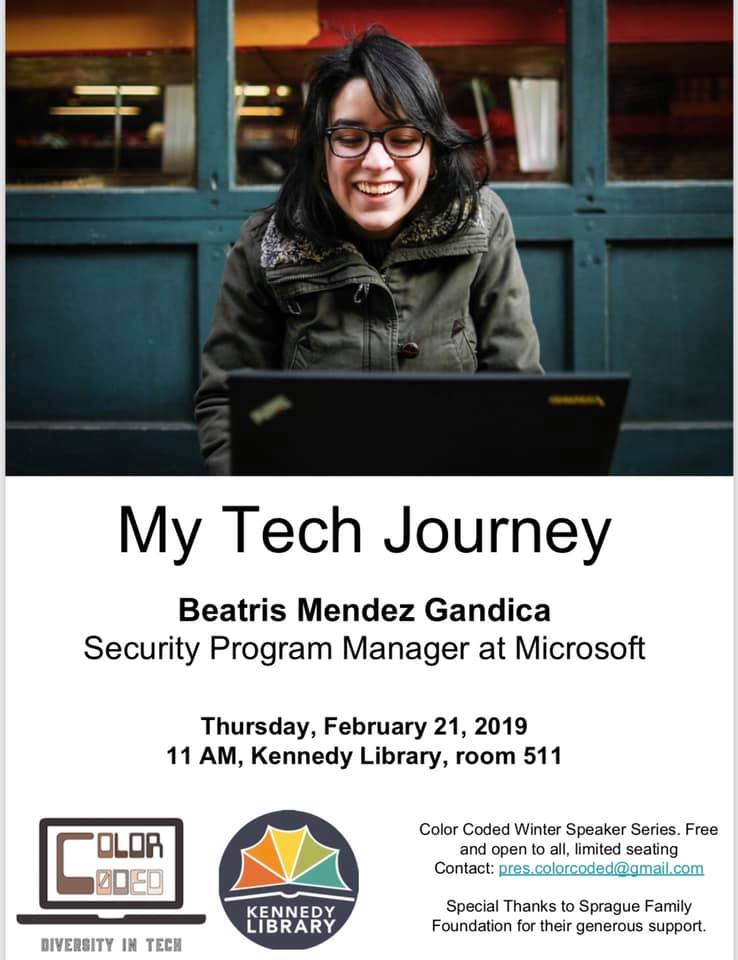 My Tech Journey
Beatris Mendez Gandica
Security Program Manager at Microsoft
Thursday, February 21, 2019
11 AM, Kennedy Library, room 511
COLOR
CODED
DIVERSITY IN TECH
KENNEDY
LIBRARY
Color Coded Winter Speaker Series. Free
and open to all, limited seating
Contact: pres.colorcoded@gmail.com
Special Thanks to Sprague Family
Foundation for their generous support.